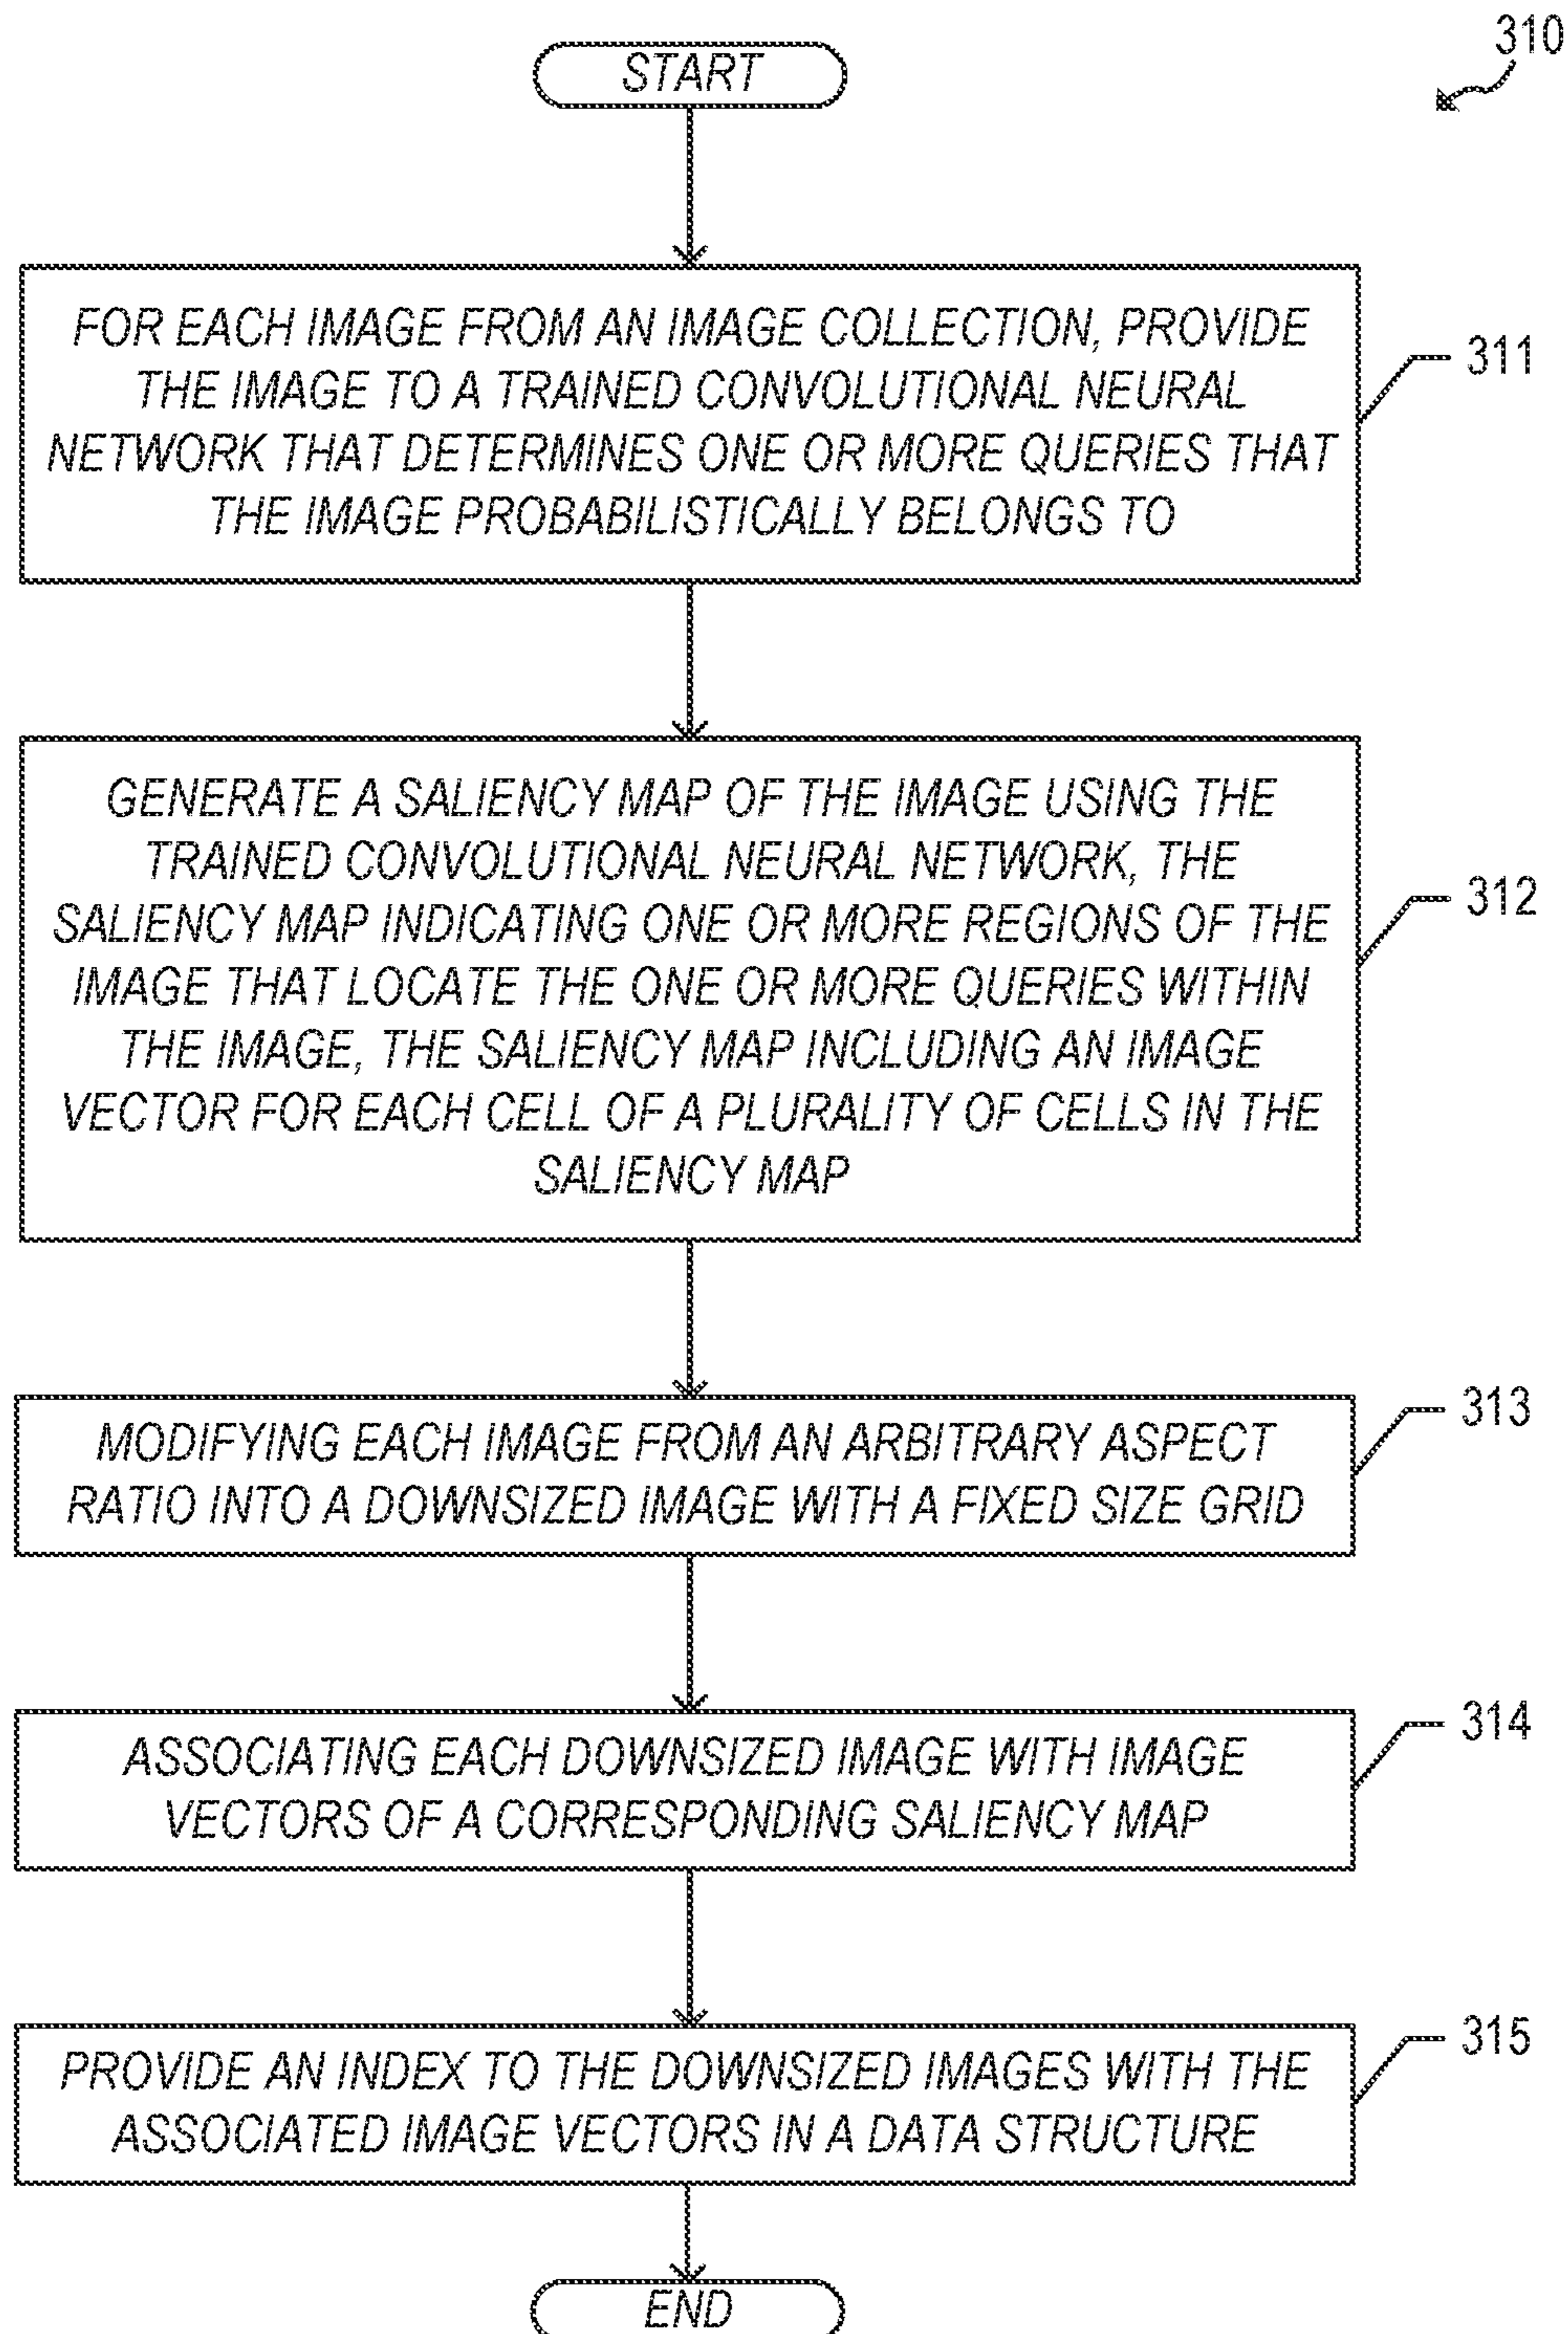 310
START
FOR EACH IMAGE FROM AN IMAGE COLLECTION, PROVIDE
THE IMAGE TO A TRAINED CONVOLUTIONAL NEURAL
NETWORK THAT DETERMINES ONE OR MORE QUERIES THAT
THE IMAGE PROBABILISTICALLY BELONGS TO
311
GENERATE A SALIENCY MAP OF THE IMAGE USING THE
TRAINED CONVOLUTIONAL NEURAL NETWORK, THE
SALIENCY MAP INDICATING ONE OR MORE REGIONS OF THE
IMAGE THAT LOCATE THE ONE OR MORE QUERIES WITHIN
THE IMAGE, THE SALIENCY MAP INCLUDING AN IMAGE
VECTOR FOR EACH CELL OF A PLURALITY OF CELLS IN THE
SALIENCY MAP
312
MODIFYING EACH IMAGE FROM AN ARBITRARY ASPECT
RATIO INTO A DOWNSIZED IMAGE WITH A FIXED SIZE GRID
313
ASSOCIATING EACH DOWNSIZED IMAGE WITH IMAGE
VECTORS OF A CORRESPONDING SALIENCY MAP
314
PROVIDE AN INDEX TO THE DOWNSIZED IMAGES WITH THE
ASSOCIATED IMAGE VECTORS IN A DATA STRUCTURE
315
END